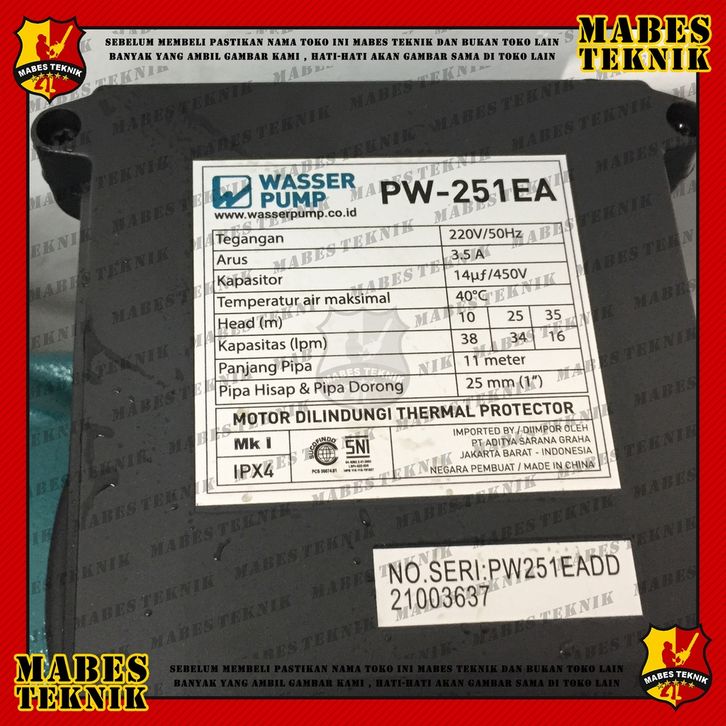 SEBELUM MEMBELI PASTIKAN NAMA TOKO INI MABES TEKNIK DAN BUKAN TOKO LAIN
BANYAK YANG AMBIL GAMBAR KAMI , HATI-HATI AKAN GAMBAR SAMA DI TOKO LAIN
MABES
TEKNIK
MABES TEKNIK
WASSER
PUMP
PW-251EA
www.wasserpump.co.id
Tegangan 220V/50Hz
Arus 3.5 A
Kapasitor 14µf/450V
Temperatur air maksimal 40°C
Head (m) 10 25 35
Kapasitas (lpm) 38 34 16
Panjang Pipa 11 meter
Pipa Hisap & Pipa Dorong 25 mm (1")
MOTOR DILINDUNGI THERMAL PROTECTOR
Mk I
IPX4
SUCOFINDO
SNI
IMPORTED BY / DIIMPOR OLEH
PT. ADITYA SARANA GRAHA
JAKARTA BARAT - INDONESIA
NEGARA PEMBUAT / MADE IN CHINA
NO.SERI:PW251EADD
21003637
MABES
TEKNIK
SEBELUM MEMBELI PASTIKAN NAMA TOKO INI MABES TEKNIK DAN BUKAN TOKO LAIN
BANYAK YANG AMBIL GAMBAR KAMI , HATI-HATI AKAN GAMBAR SAMA DI TOKO LAIN
MABES TEKNIK